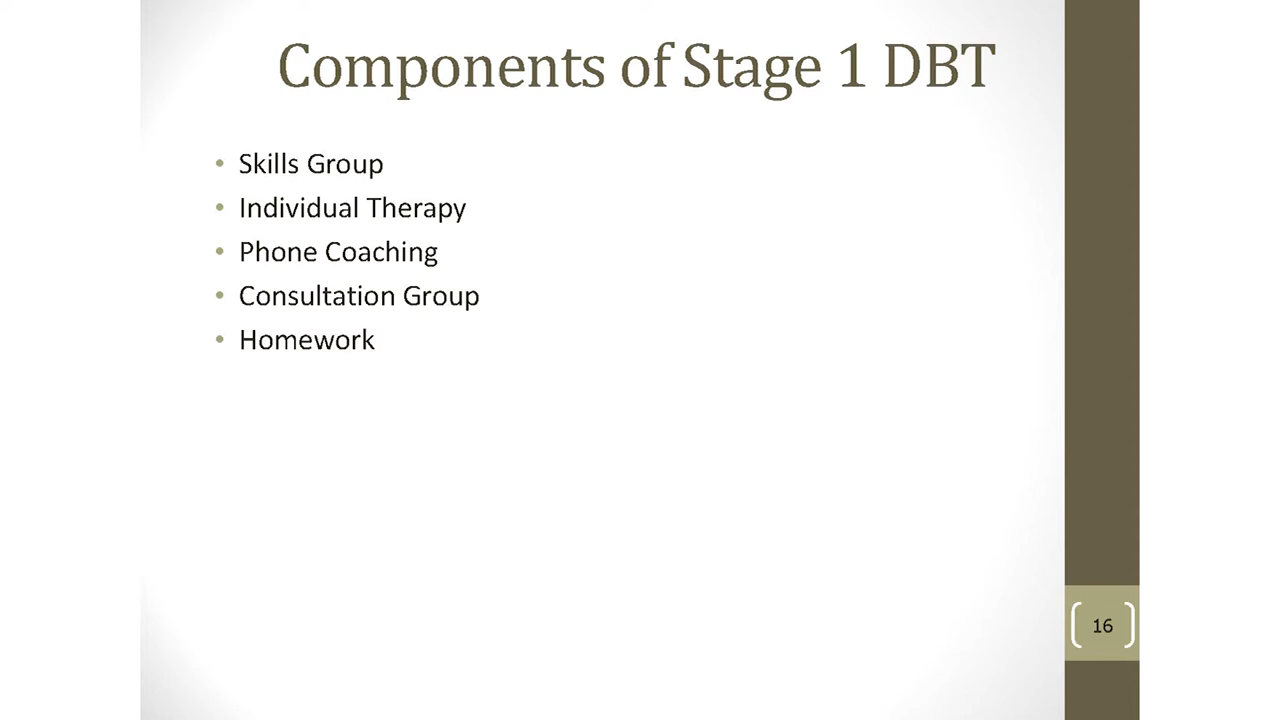 Components of Stage 1 DBT
• Skills Group
• Individual Therapy
• Phone Coaching
• Consultation Group
• Homework
16